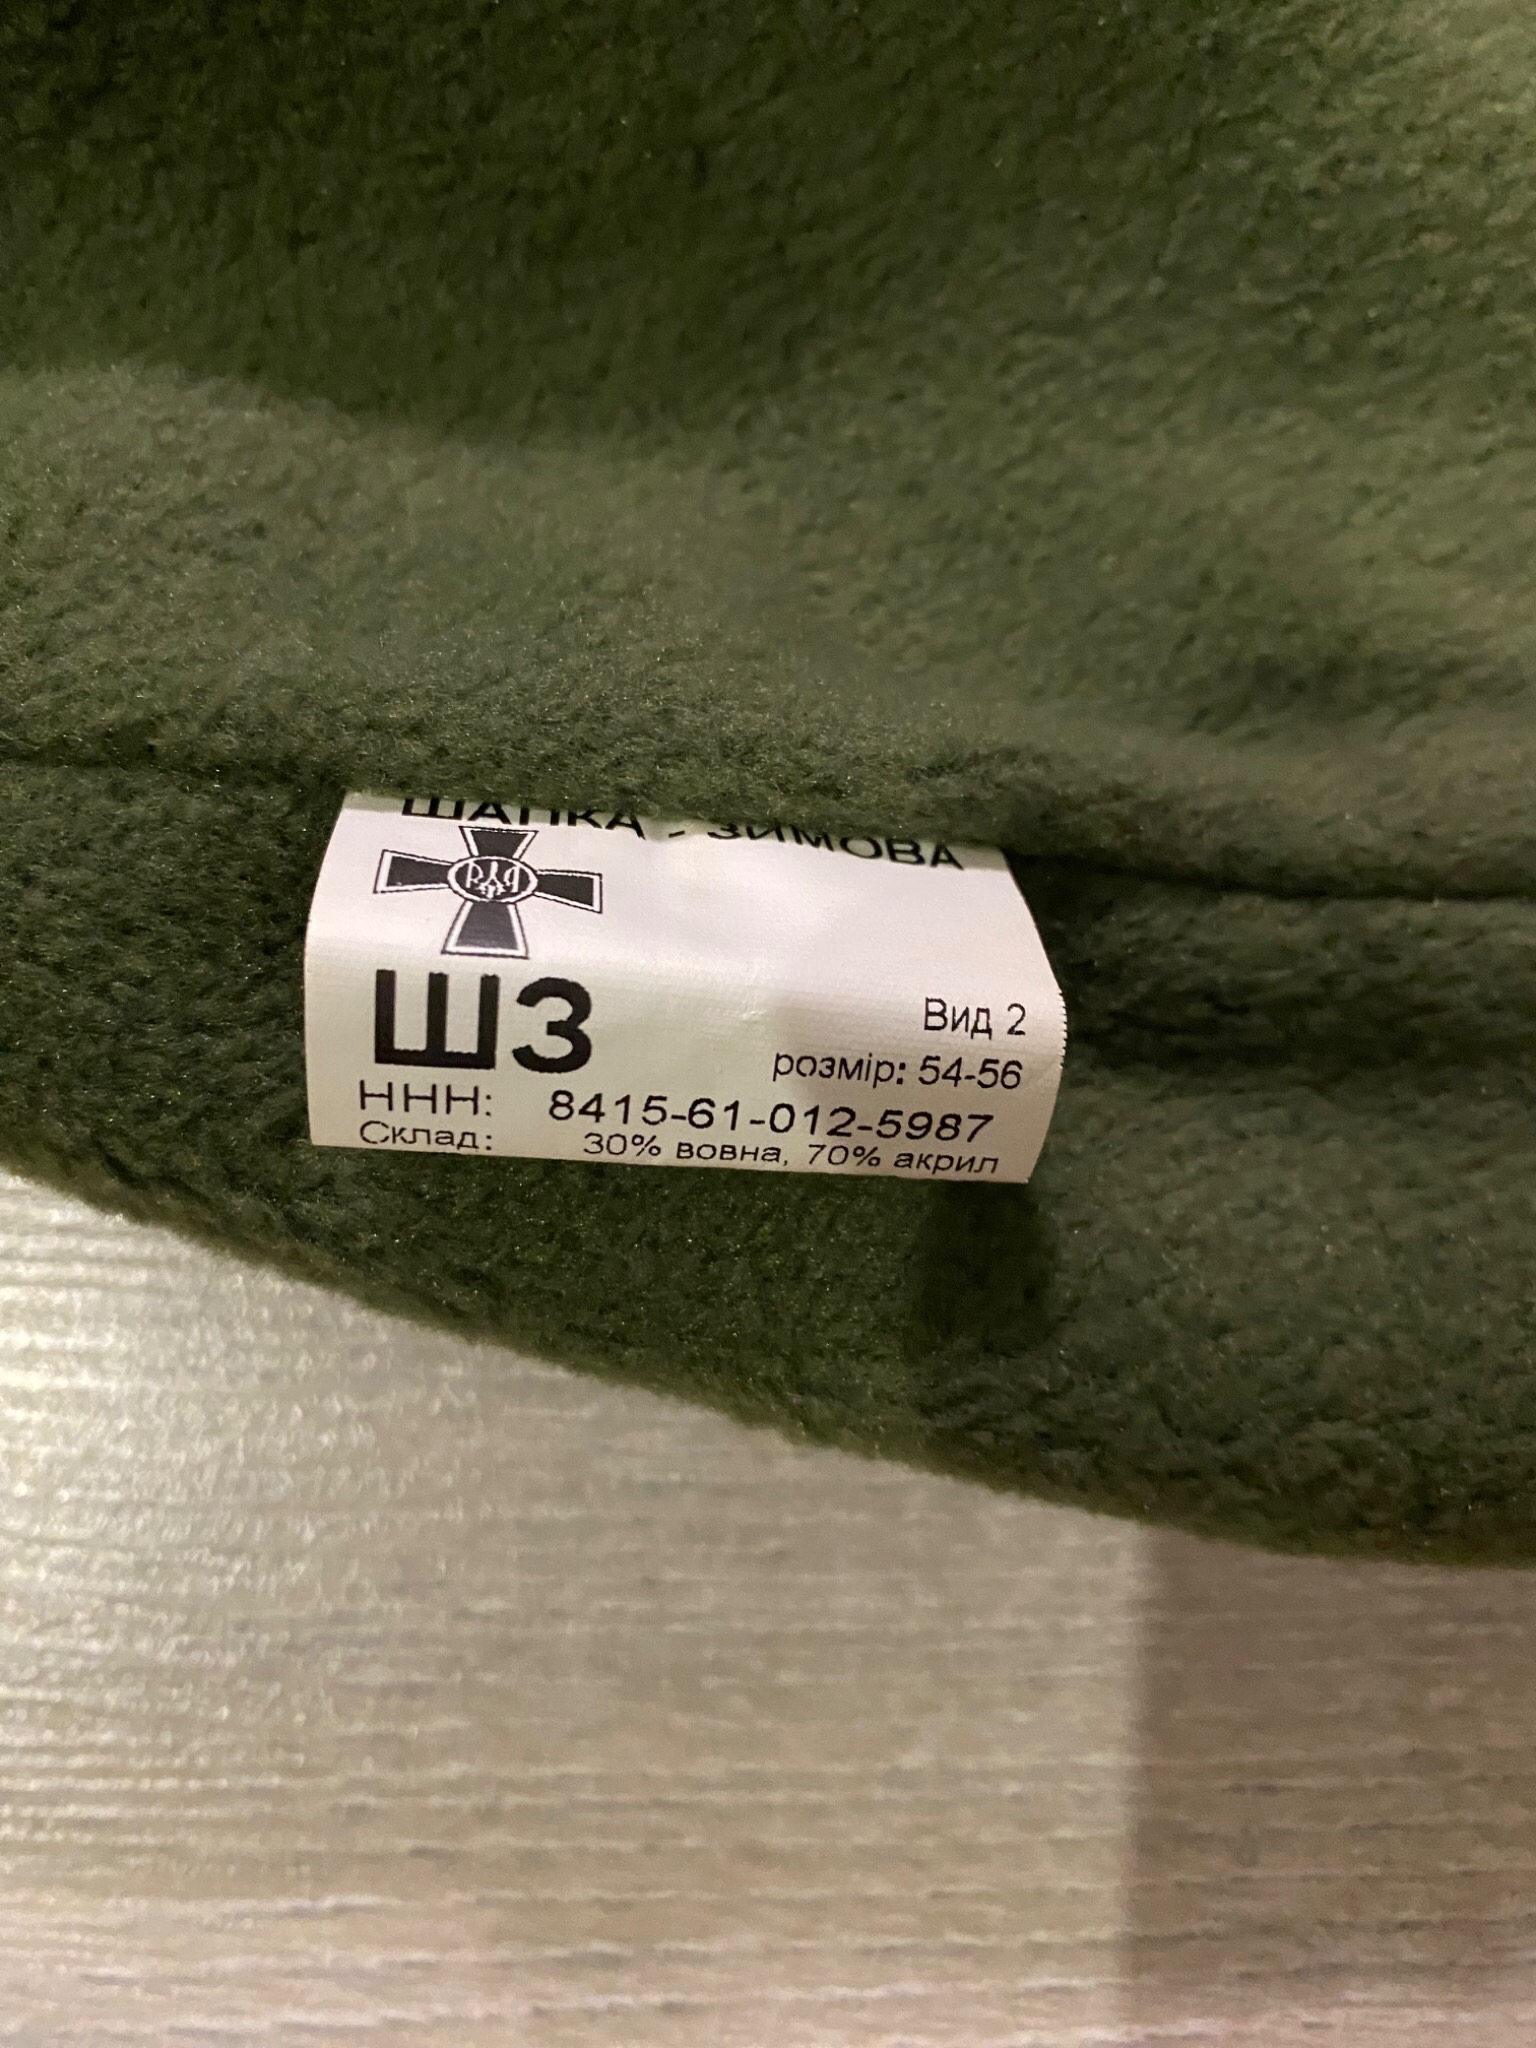 ШАПКА - ЗИМОВА
ШЗ
Вид 2
розмір: 54-56
ННН: 8415-61-012-5987
Склад: 30% вовна, 70% акрил